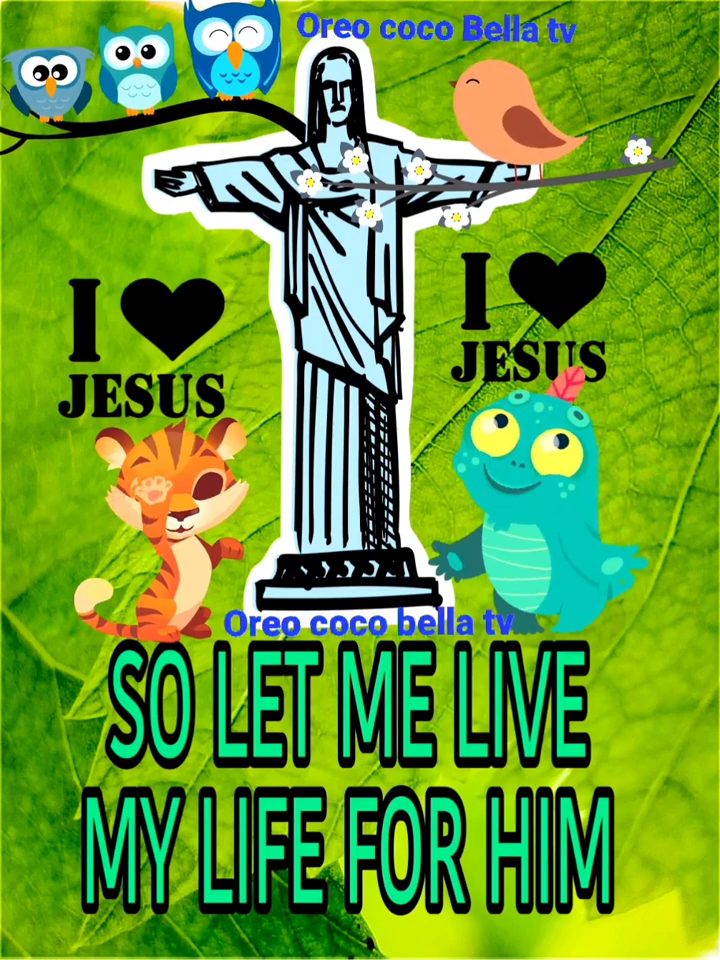 Oreo coco Bella tv
I
JESUS
I
JESUS
Oreo coco bella tv
SO LET ME LIVE
MY LIFE FOR HIM